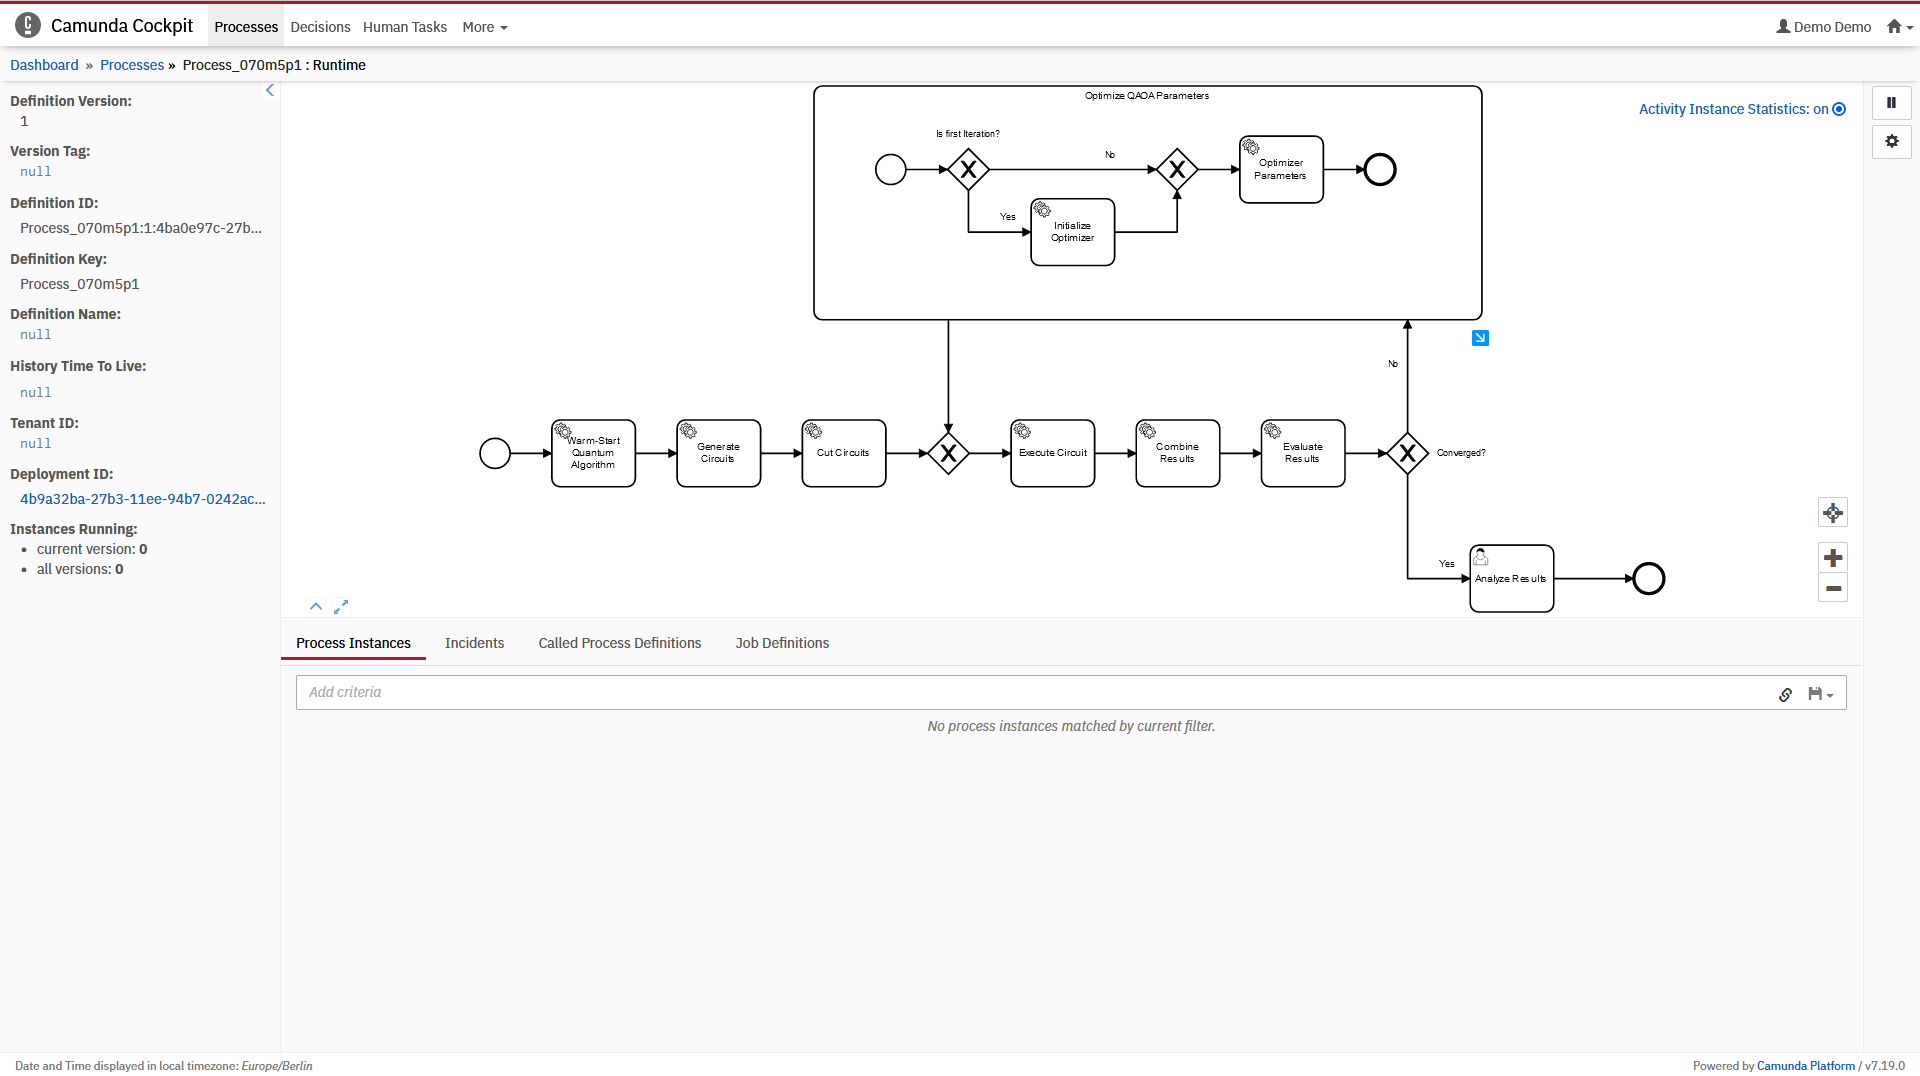 Camunda Cockpit
Processes
Decisions
Human Tasks
More
Demo Demo
Dashboard » Processes » Process_070m5p1 : Runtime
Definition Version:
1
Version Tag:
null
Definition ID:
Process_070m5p1:1:4ba0e97c-27b...
Definition Key:
Process_070m5p1
Definition Name:
null
History Time To Live:
null
Tenant ID:
null
Deployment ID:
4b9a32ba-27b3-11ee-94b7-0242ac...
Instances Running:
• current version: 0
• all versions: 0
Optimize QAOA Parameters
Activity Instance Statistics: on
Is first Iteration?
No
Optimizer
Parameters
Yes
Initialize
Optimizer
No
Warm-Start
Quantum
Algorithm
Generate
Circuits
Cut Circuits
Execute Circuit
Combine
Results
Evaluate
Results
Converged?
Yes
Analyze Results
Process Instances
Incidents
Called Process Definitions
Job Definitions
Add criteria
No process instances matched by current filter.
Date and Time displayed in local timezone: Europe/Berlin
Powered by Camunda Platform / v7.19.0